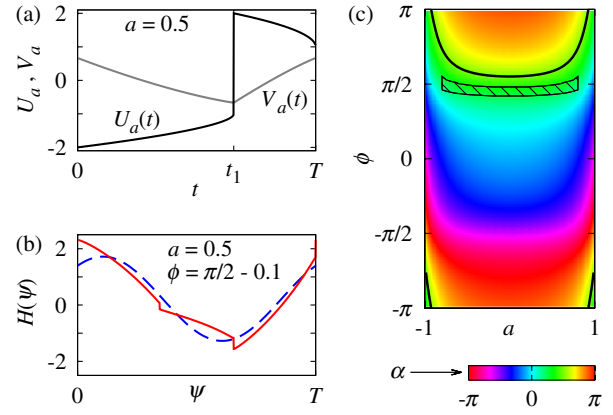 (a)
a = 0.5
U_a , V_a
2
0
-2
U_a(t)
V_a(t)
0
t
t_1
T
(b)
a = 0.5
ϕ = π/2 - 0.1
H(ψ)
2
0
-2
0
ψ
T
(c)
ϕ
π
π/2
0
-π/2
-π
-1
a
1
α
-π
0
π